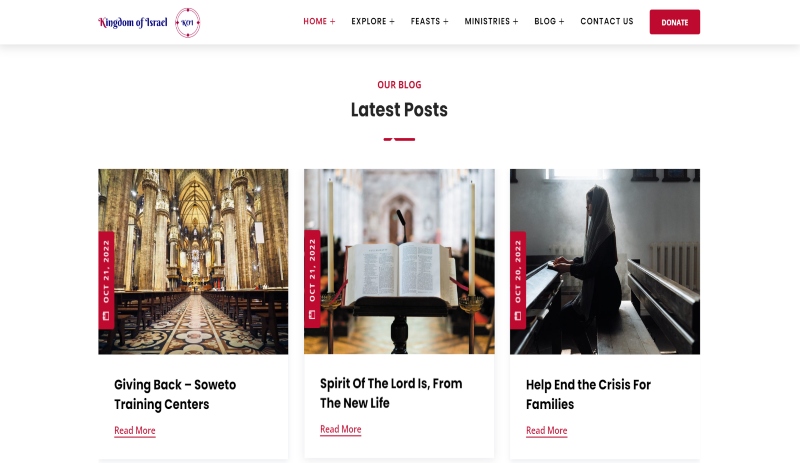 Kingdom of Israel
KOI
HOME + EXPLORE + FEASTS + MINISTRIES + BLOG + CONTACT US DONATE
OUR BLOG
Latest Posts
OCT 21, 2022
OCT 21, 2022
OCT 20, 2022
Giving Back – Soweto
Training Centers
Read More
Spirit Of The Lord Is, From
The New Life
Read More
Help End the Crisis For
Families
Read More